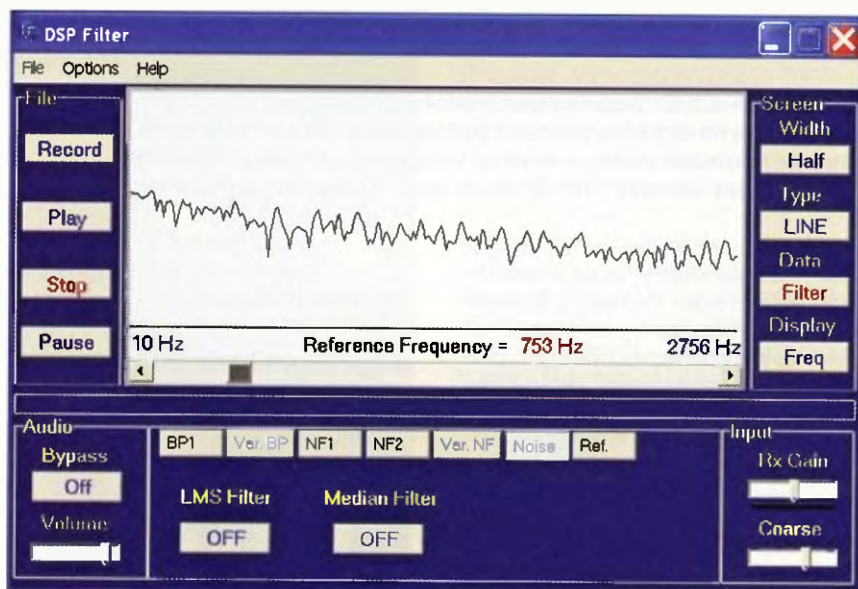 DSP Filter
File Options Help
File
Record
Play
Stop
Pause
10 Hz Reference Frequency = 753 Hz 2756 Hz
Screen
Width
Half
Type
LINE
Data
Filter
Display
Freq
Audio
Bypass
Off
Volume
BP1 Var. BP NF1 NF2 Var. NF Noise Ref.
LMS Filter Median Filter
OFF OFF
Input
Rx Gain
Coarse